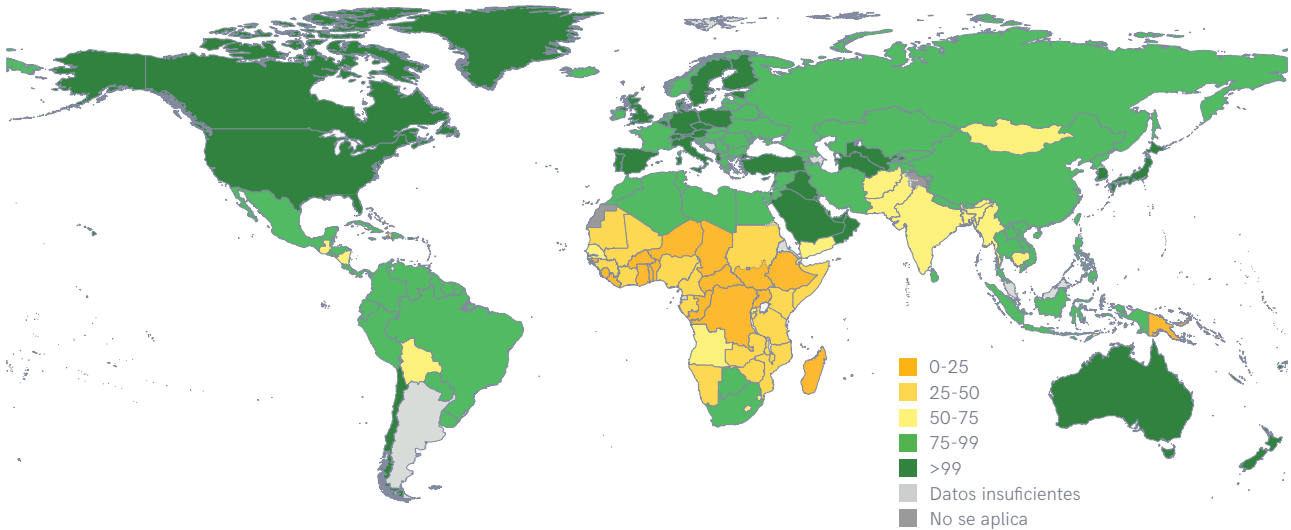 0-25
25-50
50-75
75-99
>99
Datos insuficientes
No se aplica